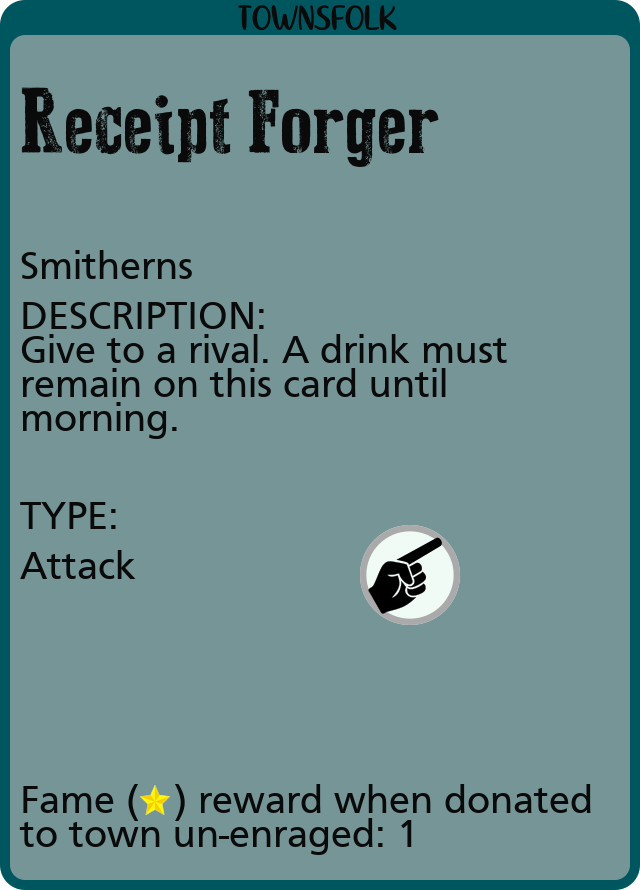 TOWNSFOLK
Receipt Forger
Smitherns
DESCRIPTION:
Give to a rival. A drink must
remain on this card until
morning.
TYPE:
Attack
Fame (⭐) reward when donated
to town un-enraged: 1